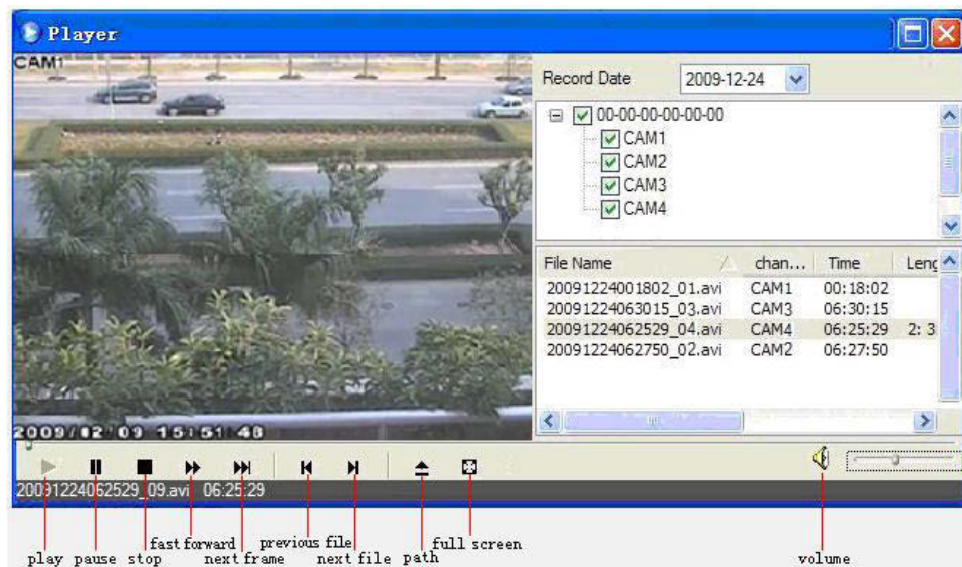 Player
CAM1
Record Date 2009-12-24
00-00-00-00-00-00
CAM1
CAM2
CAM3
CAM4
File Name chan... Time Leng
20091224001802_01.avi CAM1 00:18:02
20091224063015_03.avi CAM3 06:30:15
20091224062529_04.avi CAM4 06:25:29 2: 3
20091224062750_02.avi CAM2 06:27:50
2009/02/09 15:51:48
20091224062529_09.avi 06:25:29
play pause stop fast forward next frame previous file next file path full screen volume